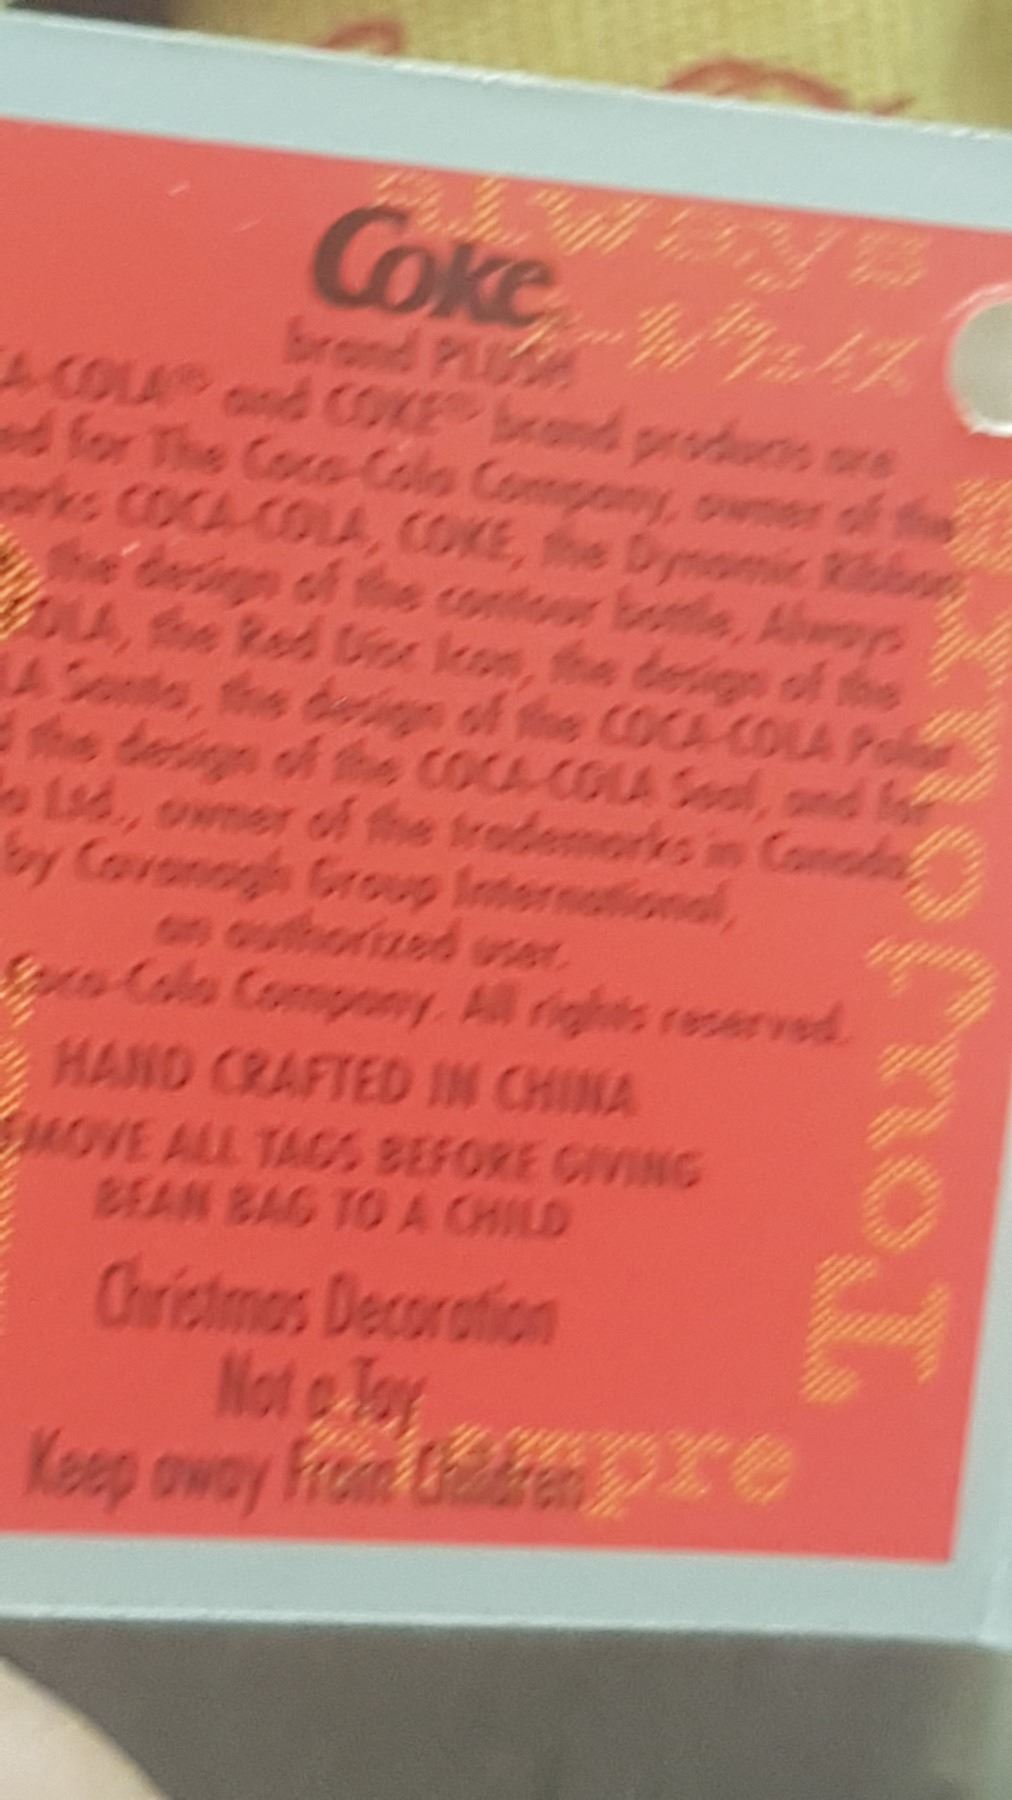 always
Coke
brand PLUSH
A-COLA® and COKE® brand products are
ed for The Coca-Cola Company, owner of the
arks COCA-COLA, COKE, the Dynamic Ribbon
the design of the contour bottle, Always
OLA, the Red Disc Icon, the design of the
LA Santa, the design of the COCA-COLA Polar
d the design of the COCA-COLA Seal, and for
Ltd., owner of the trademarks in Canada,
by Cavanagh Group International,
an authorized user.
Coca-Cola Company. All rights reserved.
HAND CRAFTED IN CHINA
EMOVE ALL TAGS BEFORE GIVING
BEAN BAG TO A CHILD
Christmas Decoration
Not a Toy
Keep away From Children
siempre
Toujours